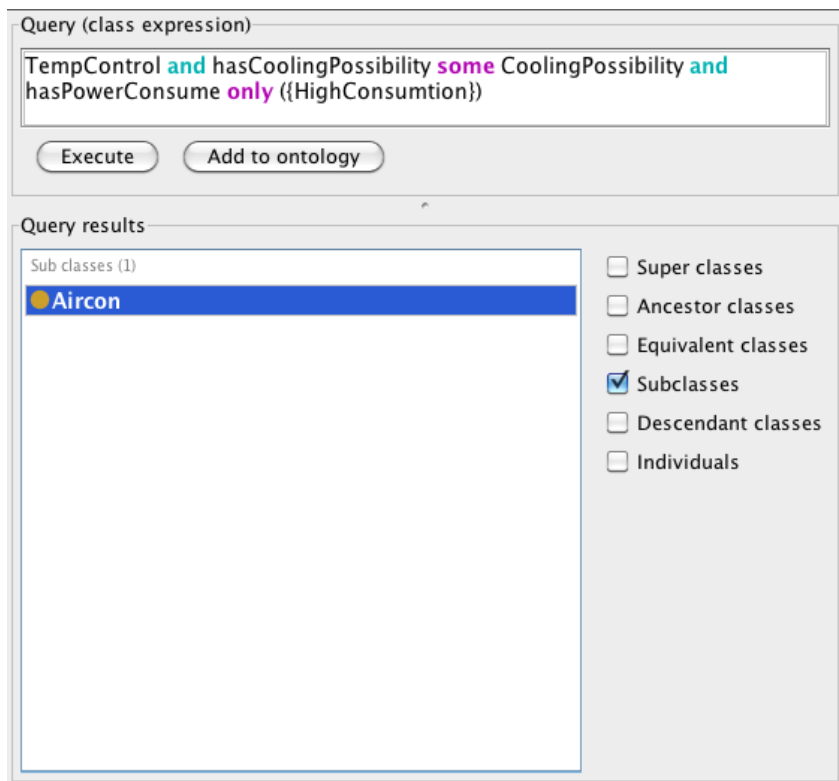 Query (class expression)
TempControl and hasCoolingPossibility some CoolingPossibility and
hasPowerConsume only ({HighConsumtion})
Execute
Add to ontology
Query results
Sub classes (1)
Aircon
Super classes
Ancestor classes
Equivalent classes
Subclasses
Descendant classes
Individuals